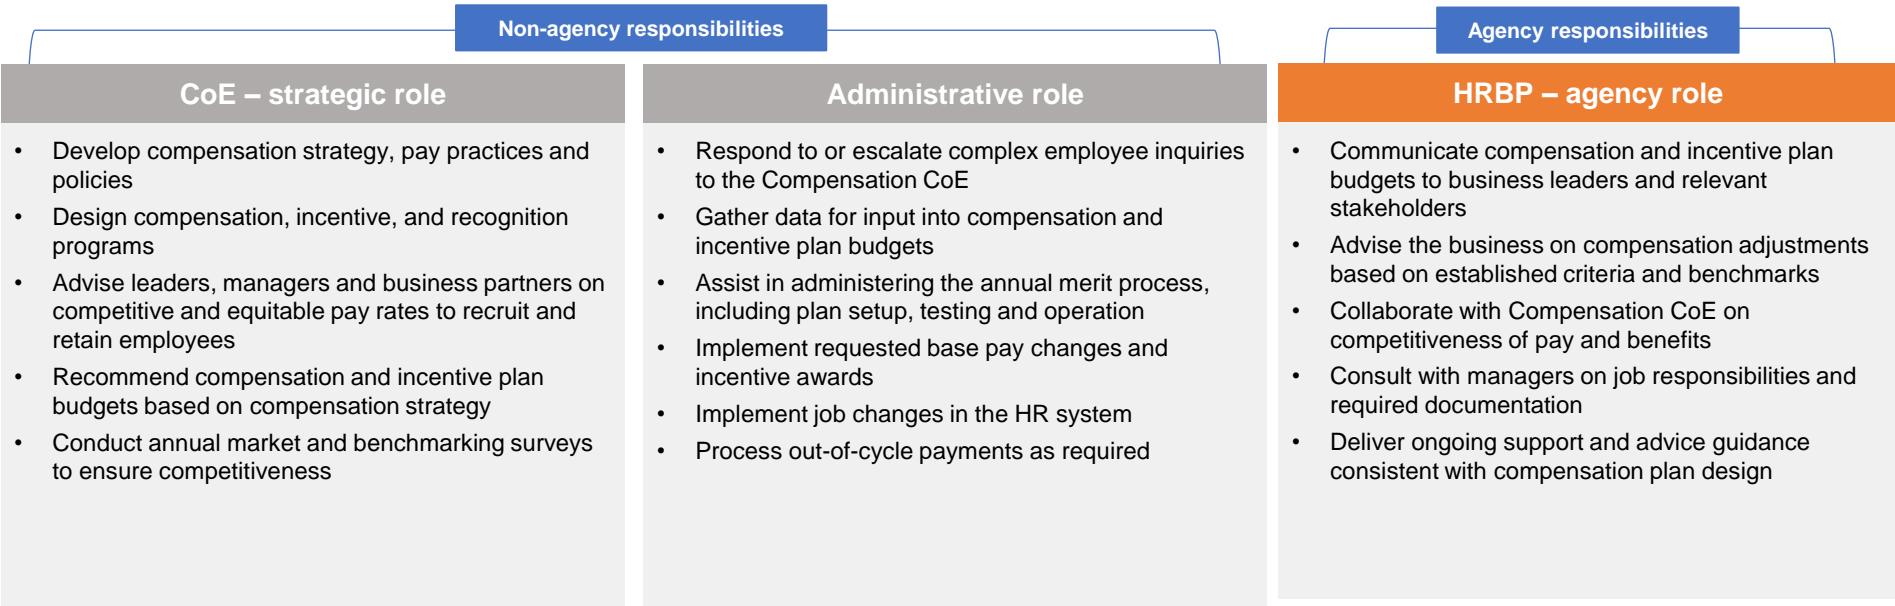 Non-agency responsibilities
Agency responsibilities
CoE – strategic role
• Develop compensation strategy, pay practices and
policies
• Design compensation, incentive, and recognition
programs
• Advise leaders, managers and business partners on
competitive and equitable pay rates to recruit and
retain employees
• Recommend compensation and incentive plan
budgets based on compensation strategy
• Conduct annual market and benchmarking surveys
to ensure competitiveness
Administrative role
• Respond to or escalate complex employee inquiries
to the Compensation CoE
• Gather data for input into compensation and
incentive plan budgets
• Assist in administering the annual merit process,
including plan setup, testing and operation
• Implement requested base pay changes and
incentive awards
• Implement job changes in the HR system
• Process out-of-cycle payments as required
HRBP – agency role
• Communicate compensation and incentive plan
budgets to business leaders and relevant
stakeholders
• Advise the business on compensation adjustments
based on established criteria and benchmarks
• Collaborate with Compensation CoE on
competitiveness of pay and benefits
• Consult with managers on job responsibilities and
required documentation
• Deliver ongoing support and advice guidance
consistent with compensation plan design